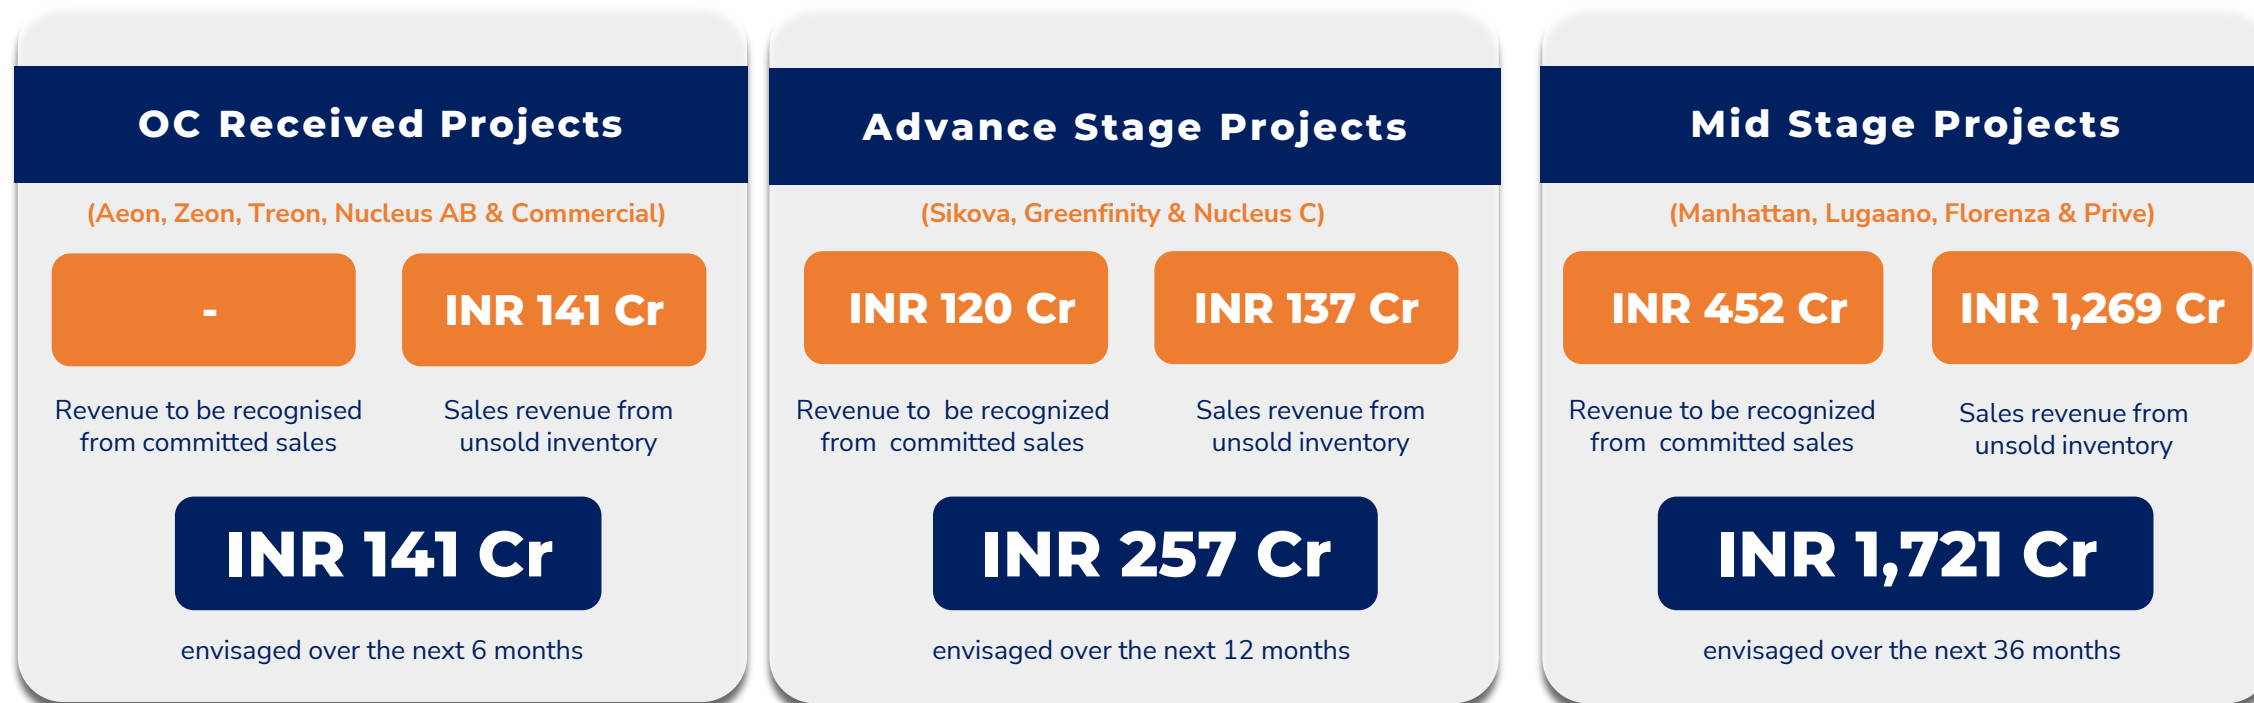 OC Received Projects
(Aeon, Zeon, Treon, Nucleus AB & Commercial)
-
INR 141 Cr
Revenue to be recognised
from committed sales
Sales revenue from
unsold inventory
INR 141 Cr
envisaged over the next 6 months
Advance Stage Projects
(Sikova, Greenfinity & Nucleus C)
INR 120 Cr
INR 137 Cr
Revenue to  be recognized
from  committed sales
Sales revenue from
unsold inventory
INR 257 Cr
envisaged over the next 12 months
Mid Stage Projects
(Manhattan, Lugaano, Florenza & Prive)
INR 452 Cr
INR 1,269 Cr
Revenue to be recognized
from  committed sales
Sales revenue from
unsold inventory
INR 1,721 Cr
envisaged over the next 36 months